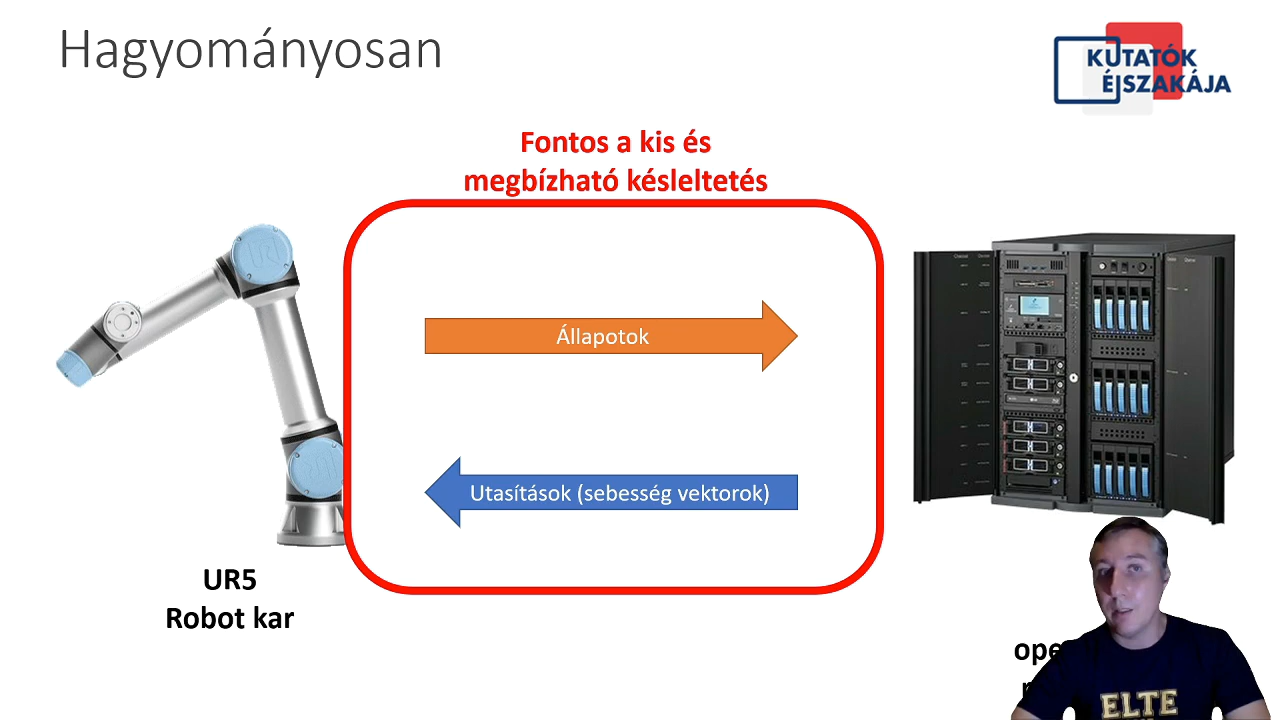 Hagyományosan
KUTATÓK
ÉJSZAKÁJA
Fontos a kis és
megbízható késleltetés
Állapotok
Utasítások (sebesség vektorok)
UR5
Robot kar
ELTE